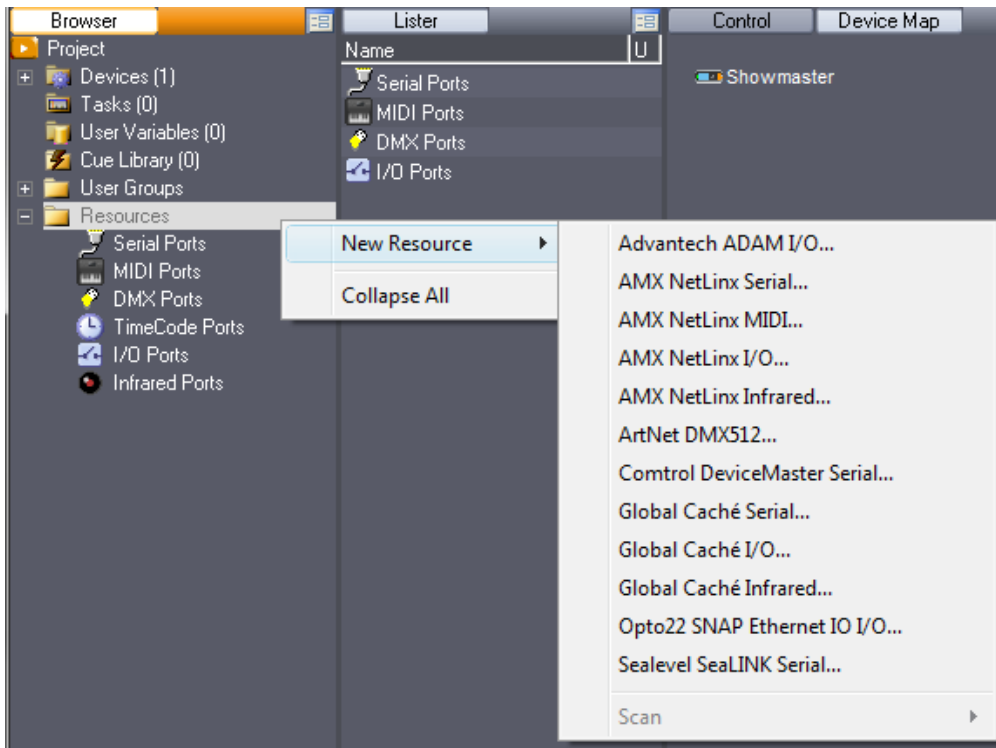 Browser
Project
Devices (1)
Tasks (0)
User Variables (0)
Cue Library (0)
User Groups
Resources
Serial Ports
MIDI Ports
DMX Ports
TimeCode Ports
I/O Ports
Infrared Ports
Lister
Name U
Serial Ports
MIDI Ports
DMX Ports
I/O Ports
Control Device Map
Showmaster
New Resource
Collapse All
Advantech ADAM I/O...
AMX NetLinx Serial...
AMX NetLinx MIDI...
AMX NetLinx I/O...
AMX NetLinx Infrared...
ArtNet DMX512...
Comtrol DeviceMaster Serial...
Global Caché Serial...
Global Caché I/O...
Global Caché Infrared...
Opto22 SNAP Ethernet IO I/O...
Sealevel SeaLINK Serial...
Scan